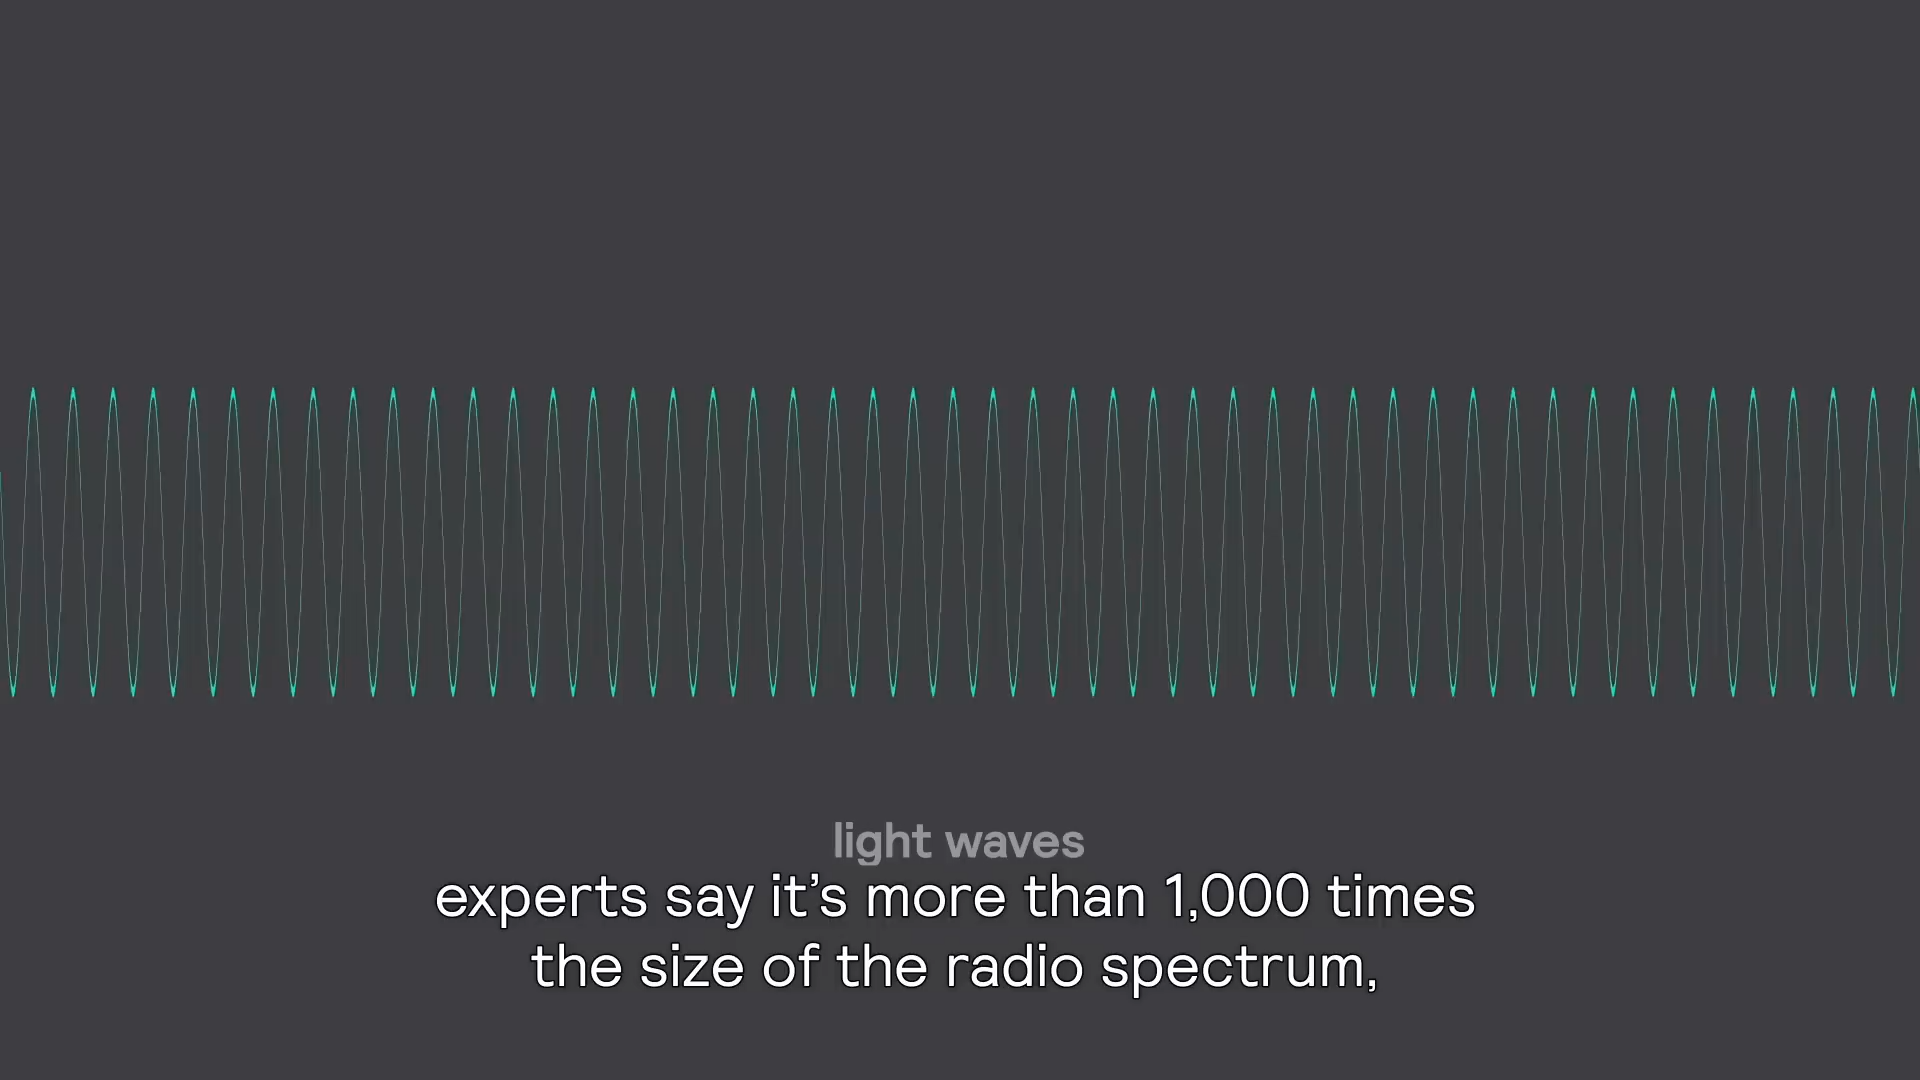 light waves
experts say it’s more than 1,000 times
the size of the radio spectrum,